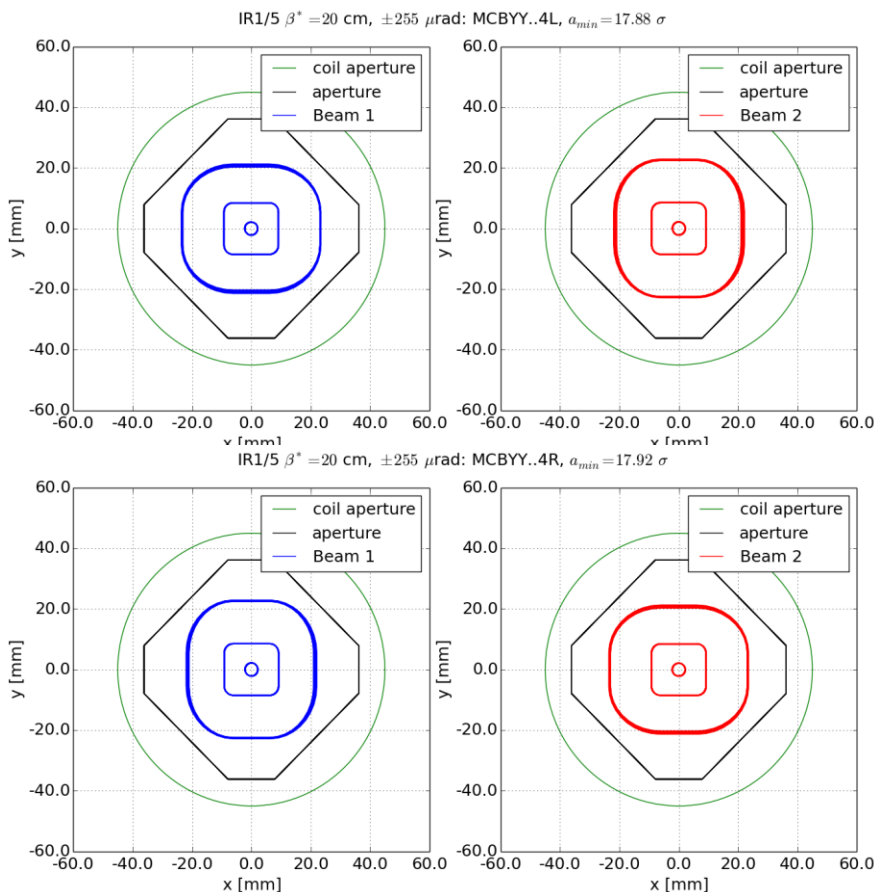 IR1/5 β* =20 cm, ±255 μrad: MCBYY..4L, a_min=17.88 σ
60.0
40.0
20.0
0.0
-20.0
-40.0
-60.0
y [mm]
-60.0 -40.0 -20.0 0.0 20.0 40.0 60.0
x [mm]
coil aperture
aperture
Beam 1
60.0
40.0
20.0
0.0
-20.0
-40.0
-60.0
y [mm]
-60.0 -40.0 -20.0 0.0 20.0 40.0 60.0
x [mm]
coil aperture
aperture
Beam 2
IR1/5 β* =20 cm, ±255 μrad: MCBYY..4R, a_min=17.92 σ
60.0
40.0
20.0
0.0
-20.0
-40.0
-60.0
y [mm]
-60.0 -40.0 -20.0 0.0 20.0 40.0 60.0
x [mm]
coil aperture
aperture
Beam 1
60.0
40.0
20.0
0.0
-20.0
-40.0
-60.0
y [mm]
-60.0 -40.0 -20.0 0.0 20.0 40.0 60.0
x [mm]
coil aperture
aperture
Beam 2